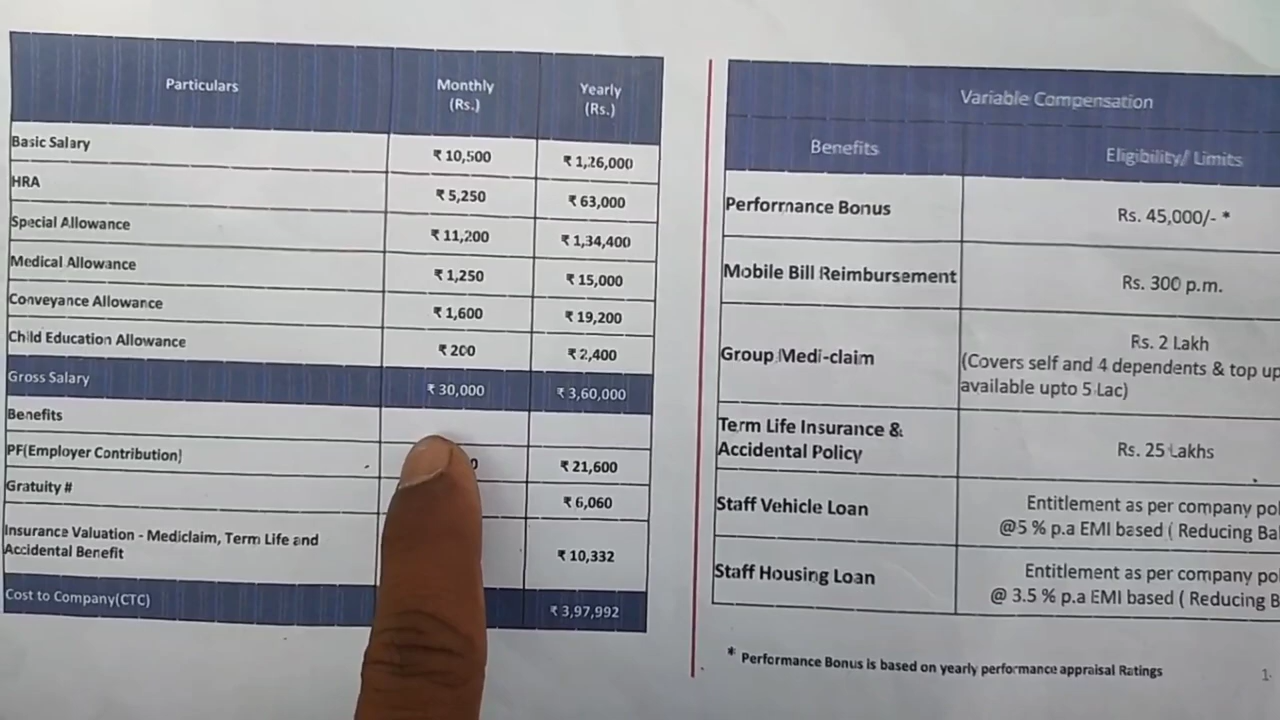 Particulars Monthly (Rs.) Yearly (Rs.)
Basic Salary ₹ 10,500 ₹ 1,26,000
HRA ₹ 5,250 ₹ 63,000
Special Allowance ₹ 11,200 ₹ 1,34,400
Medical Allowance ₹ 1,250 ₹ 15,000
Conveyance Allowance ₹ 1,600 ₹ 19,200
Child Education Allowance ₹ 200 ₹ 2,400
Gross Salary ₹ 30,000 ₹ 3,60,000
Benefits
PF(Employer Contribution) ₹ 21,600
Gratuity # ₹ 6,060
Insurance Valuation - Mediclaim, Term Life and
Accidental Benefit ₹ 10,332
Cost to Company(CTC) ₹ 3,97,992
Variable Compensation
Benefits Eligibility/ Limits
Performance Bonus Rs. 45,000/- *
Mobile Bill Reimbursement Rs. 300 p.m.
Group Medi-claim Rs. 2 Lakh
(Covers self and 4 dependents & top up
available upto 5 Lac)
Term Life Insurance &
Accidental Policy Rs. 25 Lakhs
Staff Vehicle Loan Entitlement as per company
@5 % p.a EMI based ( Reducing
Staff Housing Loan Entitlement as per company
@ 3.5 % p.a EMI based ( Reducing
* Performance Bonus is based on yearly performance appraisal Ratings